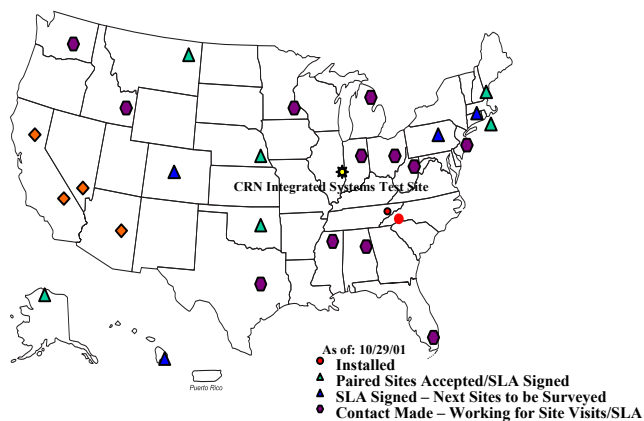 CRN Integrated Systems Test Site
As of: 10/29/01
Installed
Paired Sites Accepted/SLA Signed
SLA Signed – Next Sites to be Surveyed
Contact Made – Working for Site Visits/SLA
Puerto Rico